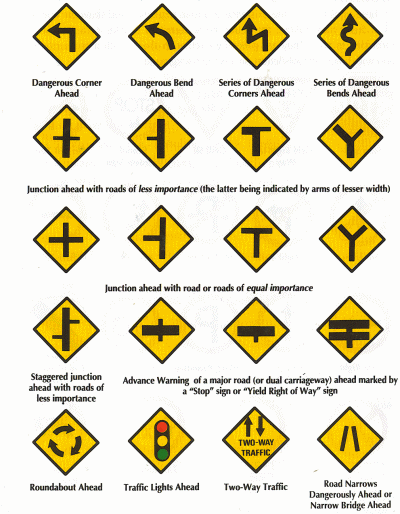 Dangerous Corner
Ahead
Dangerous Bend
Ahead
Series of Dangerous
Corners Ahead
Series of Dangerous
Bends Ahead
Junction ahead with roads of less importance (the latter being indicated by arms of lesser width)
Junction ahead with road or roads of equal importance
Staggered junction
ahead with roads of
less importance
Advance Warning of a major road (or dual carriageway) ahead marked by
a “Stop” sign or “Yield Right of Way” sign
TWO-WAY
TRAFFIC
Roundabout Ahead
Traffic Lights Ahead
Two-Way Traffic
Road Narrows
Dangerously Ahead or
Narrow Bridge Ahead